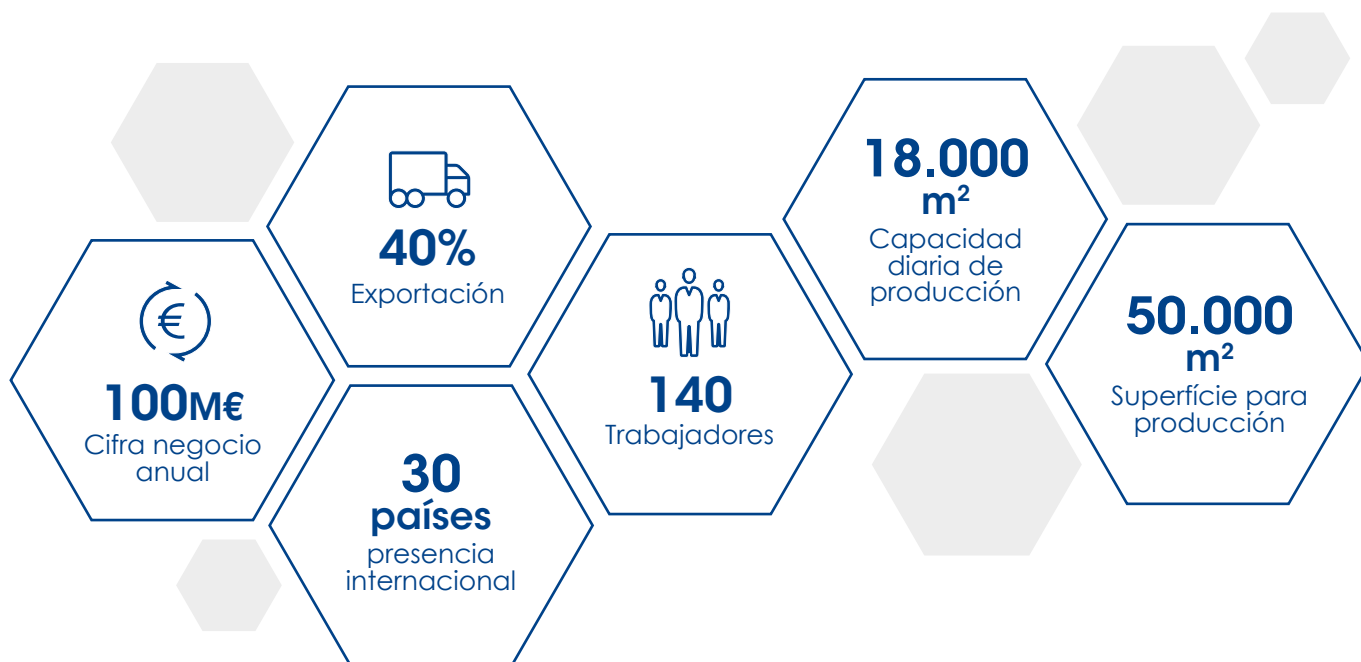 100M€
Cifra negocio
anual
40%
Exportación
30
países
presencia
internacional
140
Trabajadores
18.000
m²
Capacidad
diaria de
producción
50.000
m²
Superfície para
producción